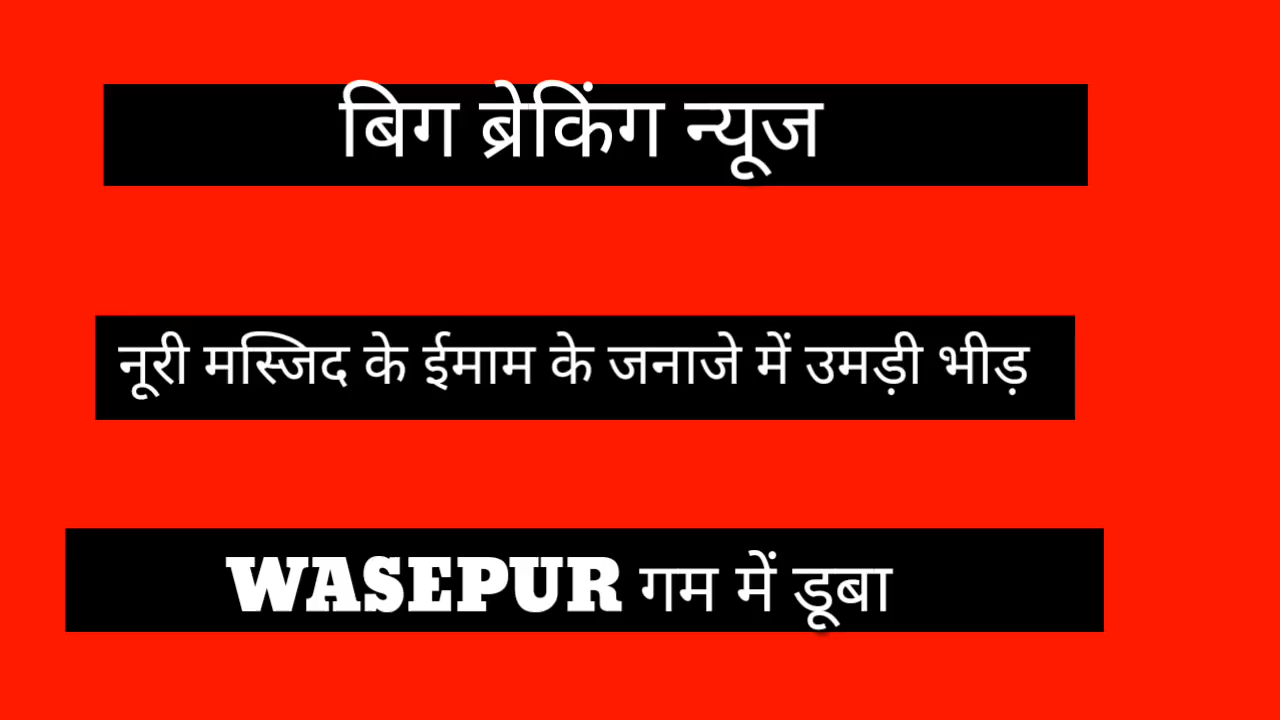 बिग ब्रेकिंग न्यूज
नूरी मस्जिद के ईमाम के जनाजे में उमड़ी भीड़
WASEPUR गम में डूबा